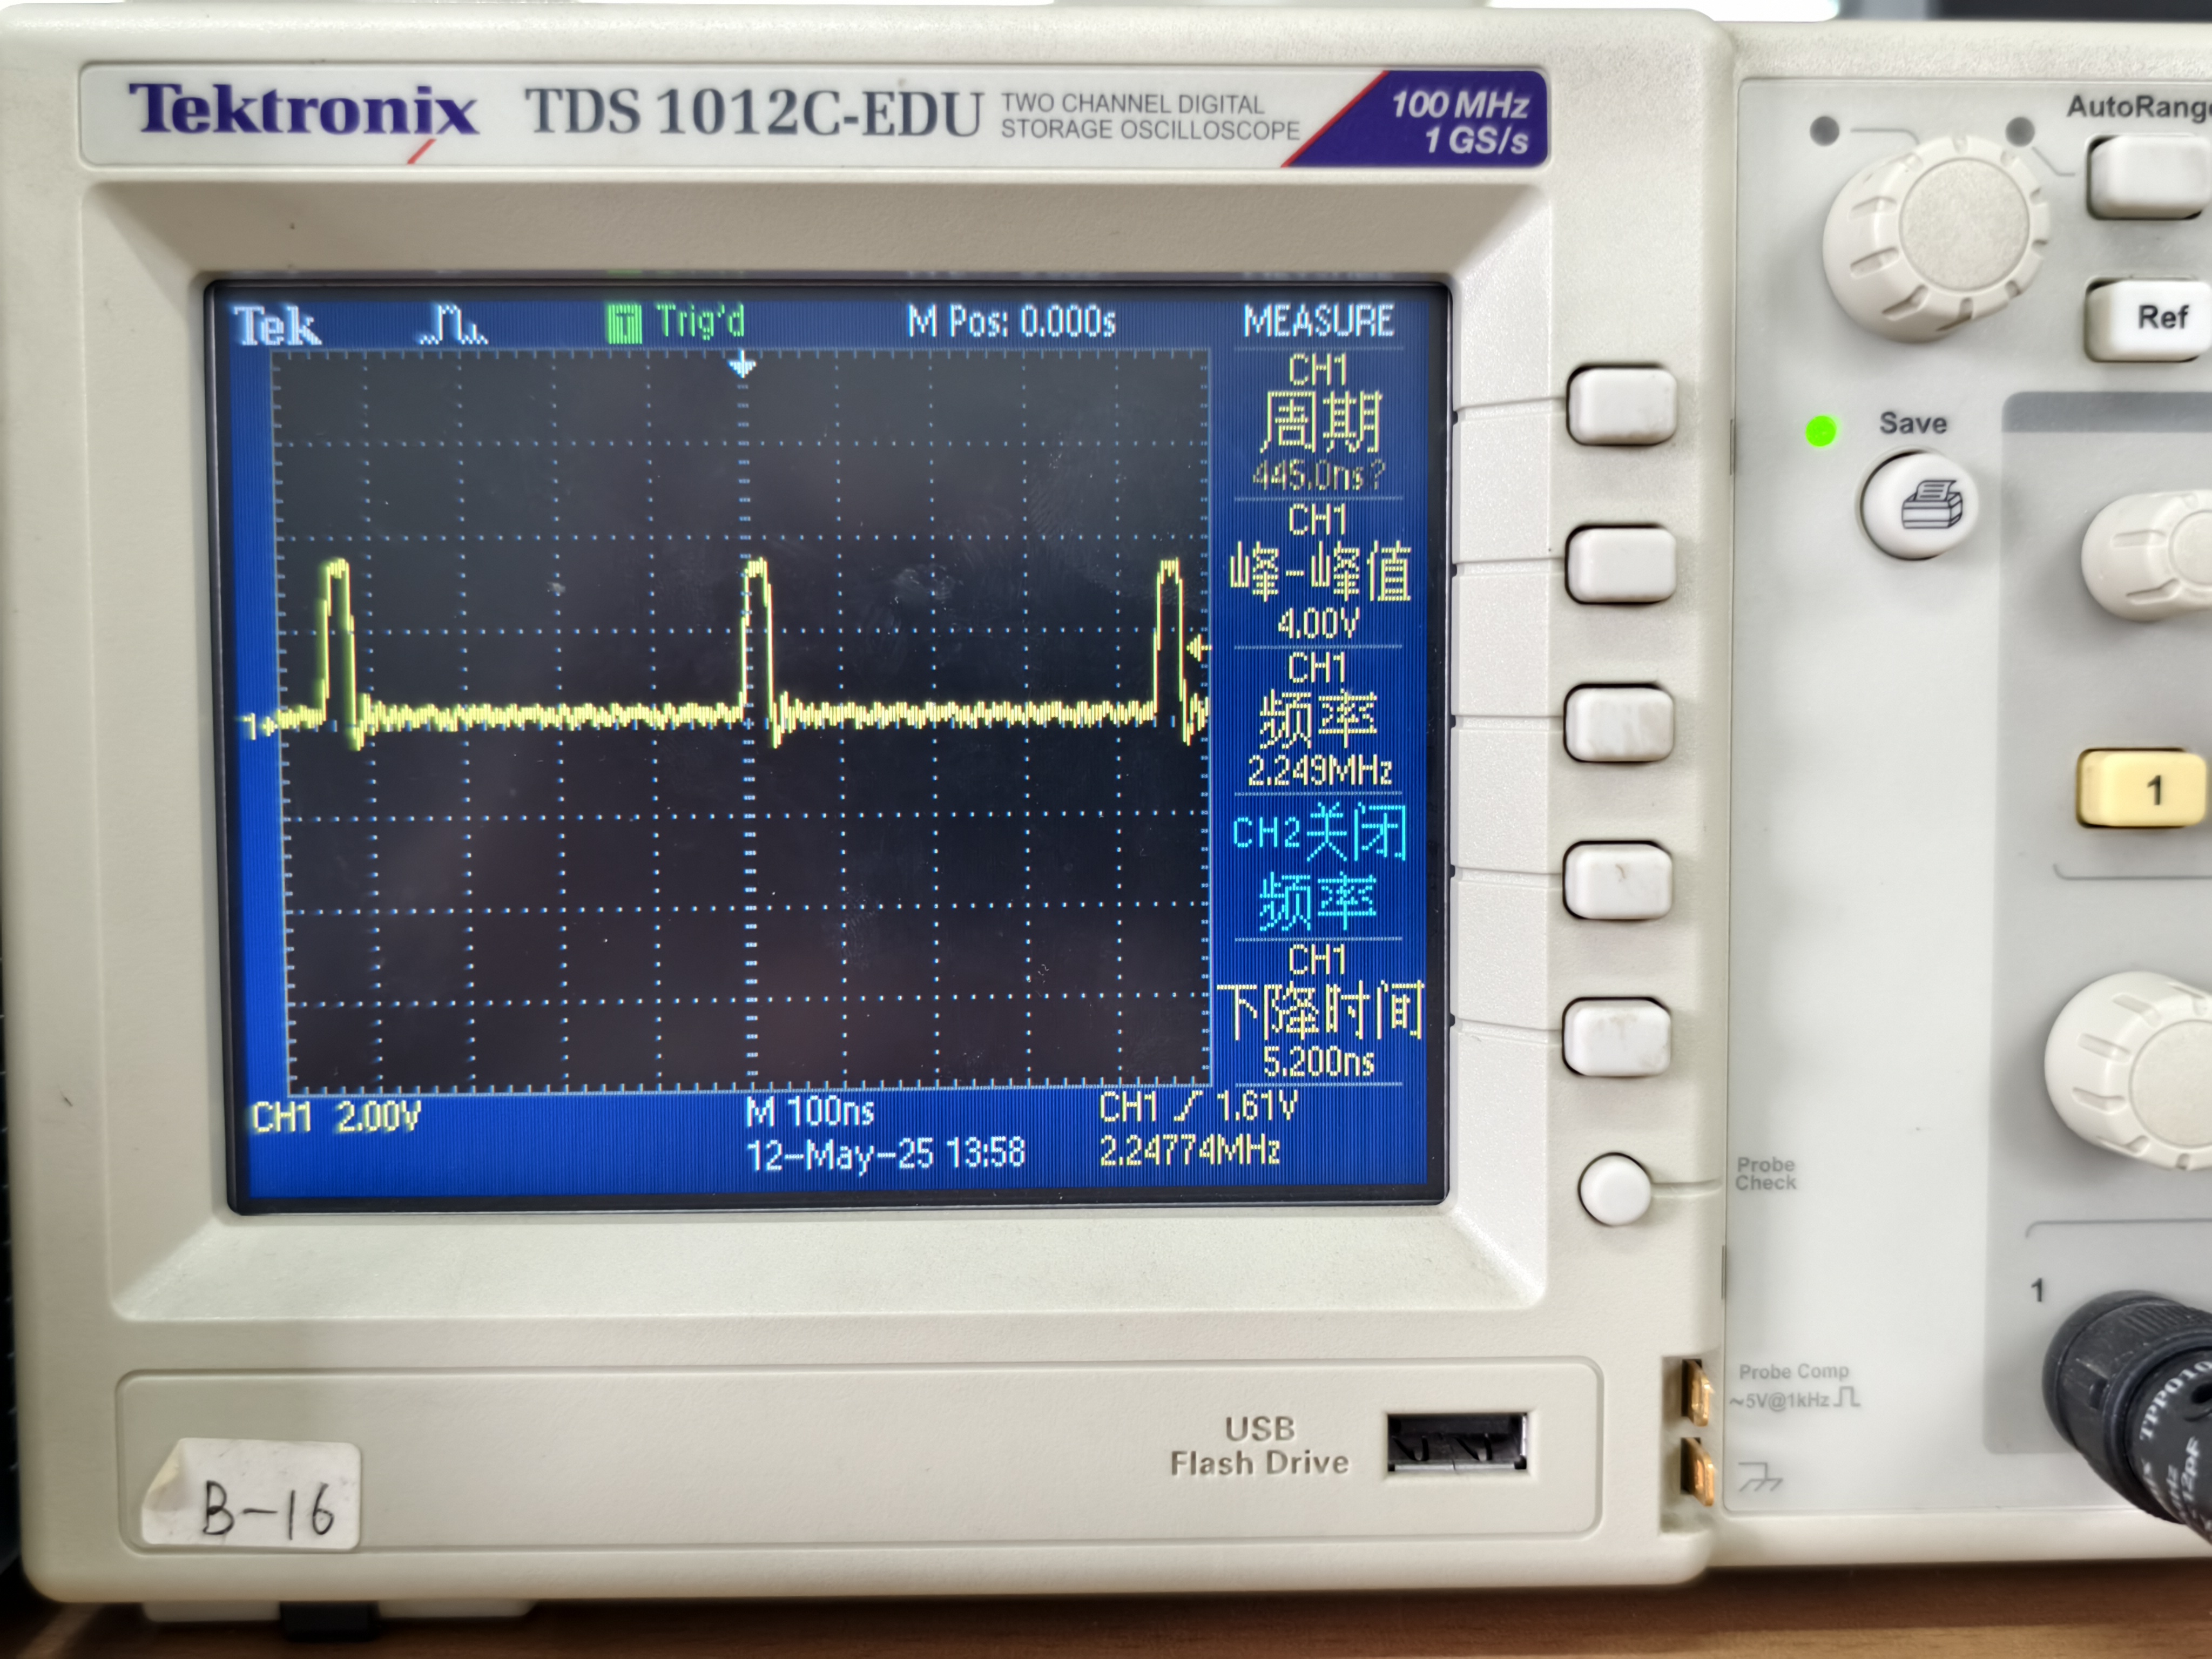 Tektronix TDS 1012C-EDU TWO CHANNEL DIGITAL STORAGE OSCILLOSCOPE
100 MHz
1 GS/s
Tek Trig'd M Pos: 0.000s MEASURE
CH1
周期
445.0ns?
CH1
峰-峰值
4.00V
CH1
频率
2.249MHz
CH2关闭
频率
CH1
下降时间
5.200ns
1
CH1 2.00V M 100ns CH1 1.61V
12-May-25 13:58 2.24774MHz
AutoRange
Ref
Save
1
Probe
Check
1
Probe Comp
~5V@1kHz
USB
Flash Drive
B-16